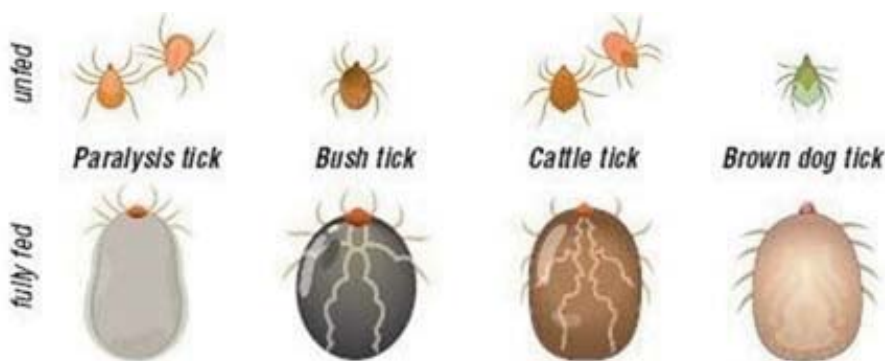 unfed
Paralysis tick
Bush tick
Cattle tick
Brown dog tick
fully fed